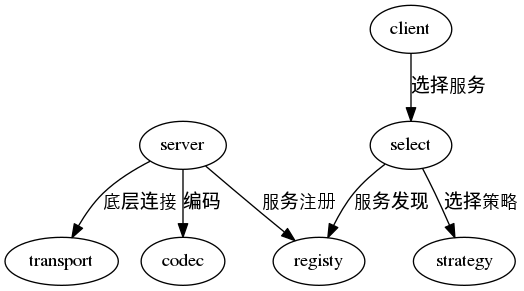 client
选择服务
server
select
底层连接
编码
服务注册
服务发现
选择策略
transport
codec
registy
strategy